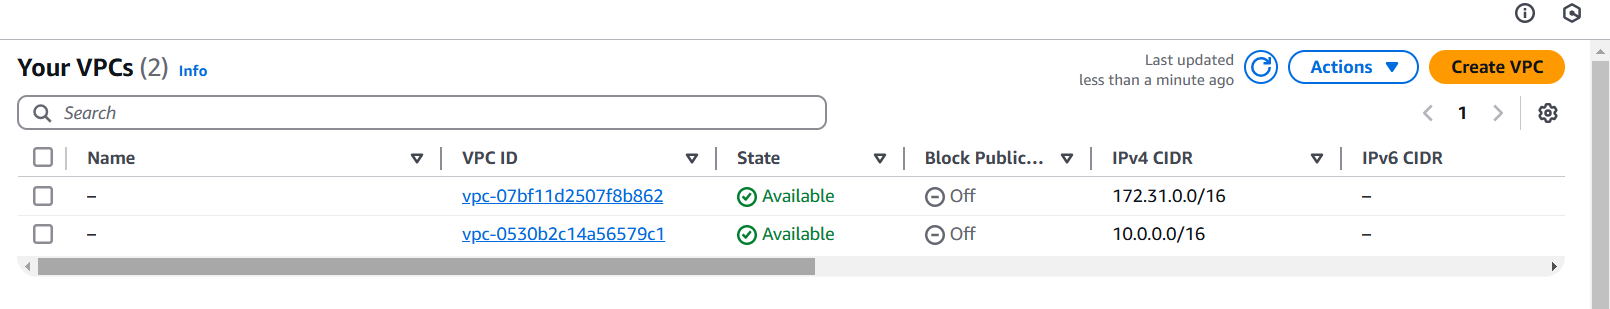 Your VPCs (2) Info
Last updated
less than a minute ago
Actions
Create VPC
Search
1
Name VPC ID State Block Public... IPv4 CIDR IPv6 CIDR
– vpc-07bf11d2507f8b862 Available Off 172.31.0.0/16 –
– vpc-0530b2c14a56579c1 Available Off 10.0.0.0/16 –